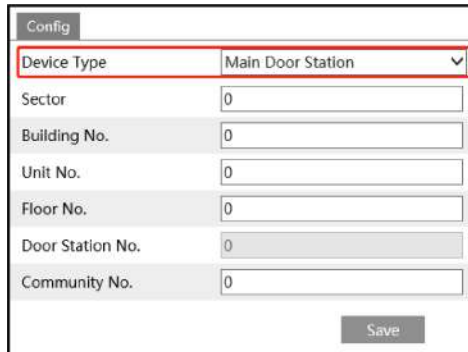 Config
Device Type Main Door Station
Sector 0
Building No. 0
Unit No. 0
Floor No. 0
Door Station No. 0
Community No. 0
Save